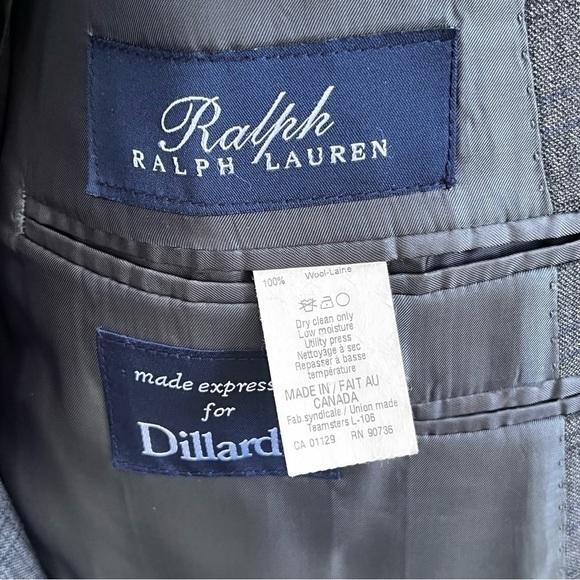 Ralph
RALPH LAUREN
100% Wool-Laine
Dry clean only
Low moisture
Utility press
Nettoyage à sec
Repasser à basse
température
MADE IN / FAIT AU
CANADA
Fab.syndicale / Union made
Teamsters L-106
CA 01129 RN 90736
made express
for
Dillard